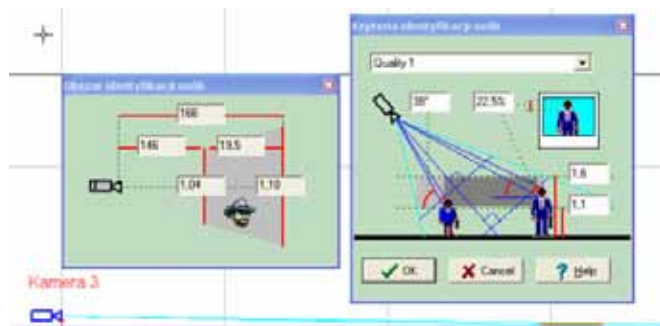 Obszar identyfikacji osób
166
146
19,5
1,04
1,10
Kryteria identyfikacji osób
Quality 1
38°
22.5%
1,6
1,1
OK
Cancel
? Help
Kamera 3